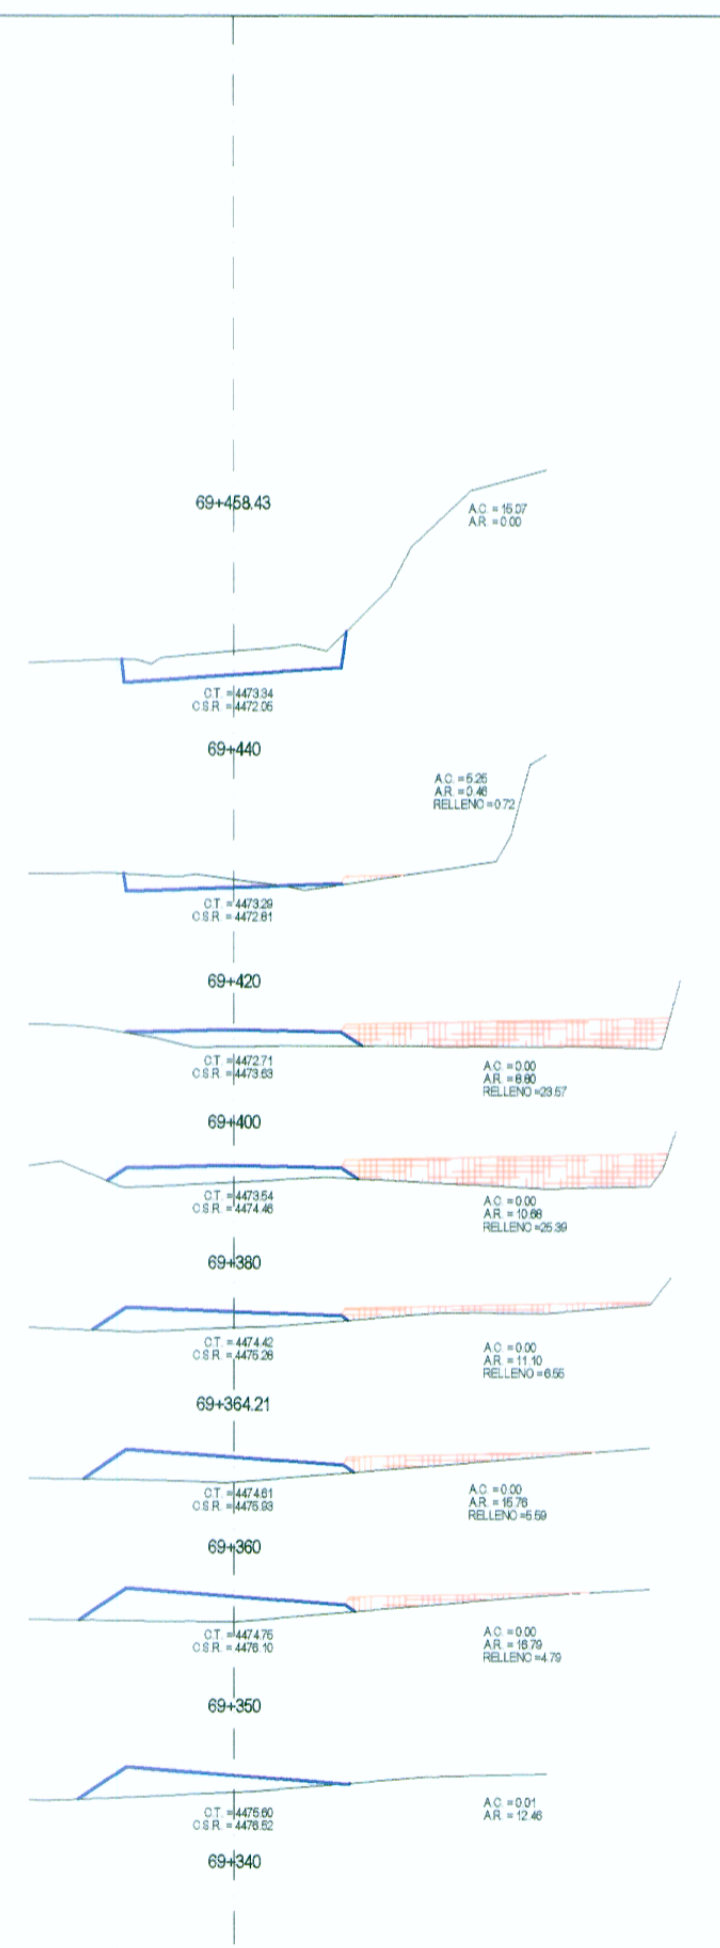 69+458.43
A.C. =15.07
A.R. =0.00
C.T. =4473.34
C.S.R. =4472.05
69+440
A.C. =5.25
A.R. =0.46
RELLENO =0.72
C.T. =4473.29
C.S.R. =4472.81
69+420
C.T. =4472.71
C.S.R. =4473.63
A.C. =0.00
A.R. =8.80
RELLENO =23.57
69+400
C.T. =4473.54
C.S.R. =4474.46
A.C. =0.00
A.R. =10.68
RELLENO =25.39
69+380
C.T. =4474.42
C.S.R. =4475.28
A.C. =0.00
A.R. =11.10
RELLENO =6.55
69+364.21
C.T. =4474.61
C.S.R. =4475.93
A.C. =0.00
A.R. =15.76
RELLENO =5.59
69+360
C.T. =4474.75
C.S.R. =4476.10
A.C. =0.00
A.R. =16.79
RELLENO =4.79
69+350
C.T. =4475.60
C.S.R. =4476.52
A.C. =0.01
A.R. =12.46
69+340